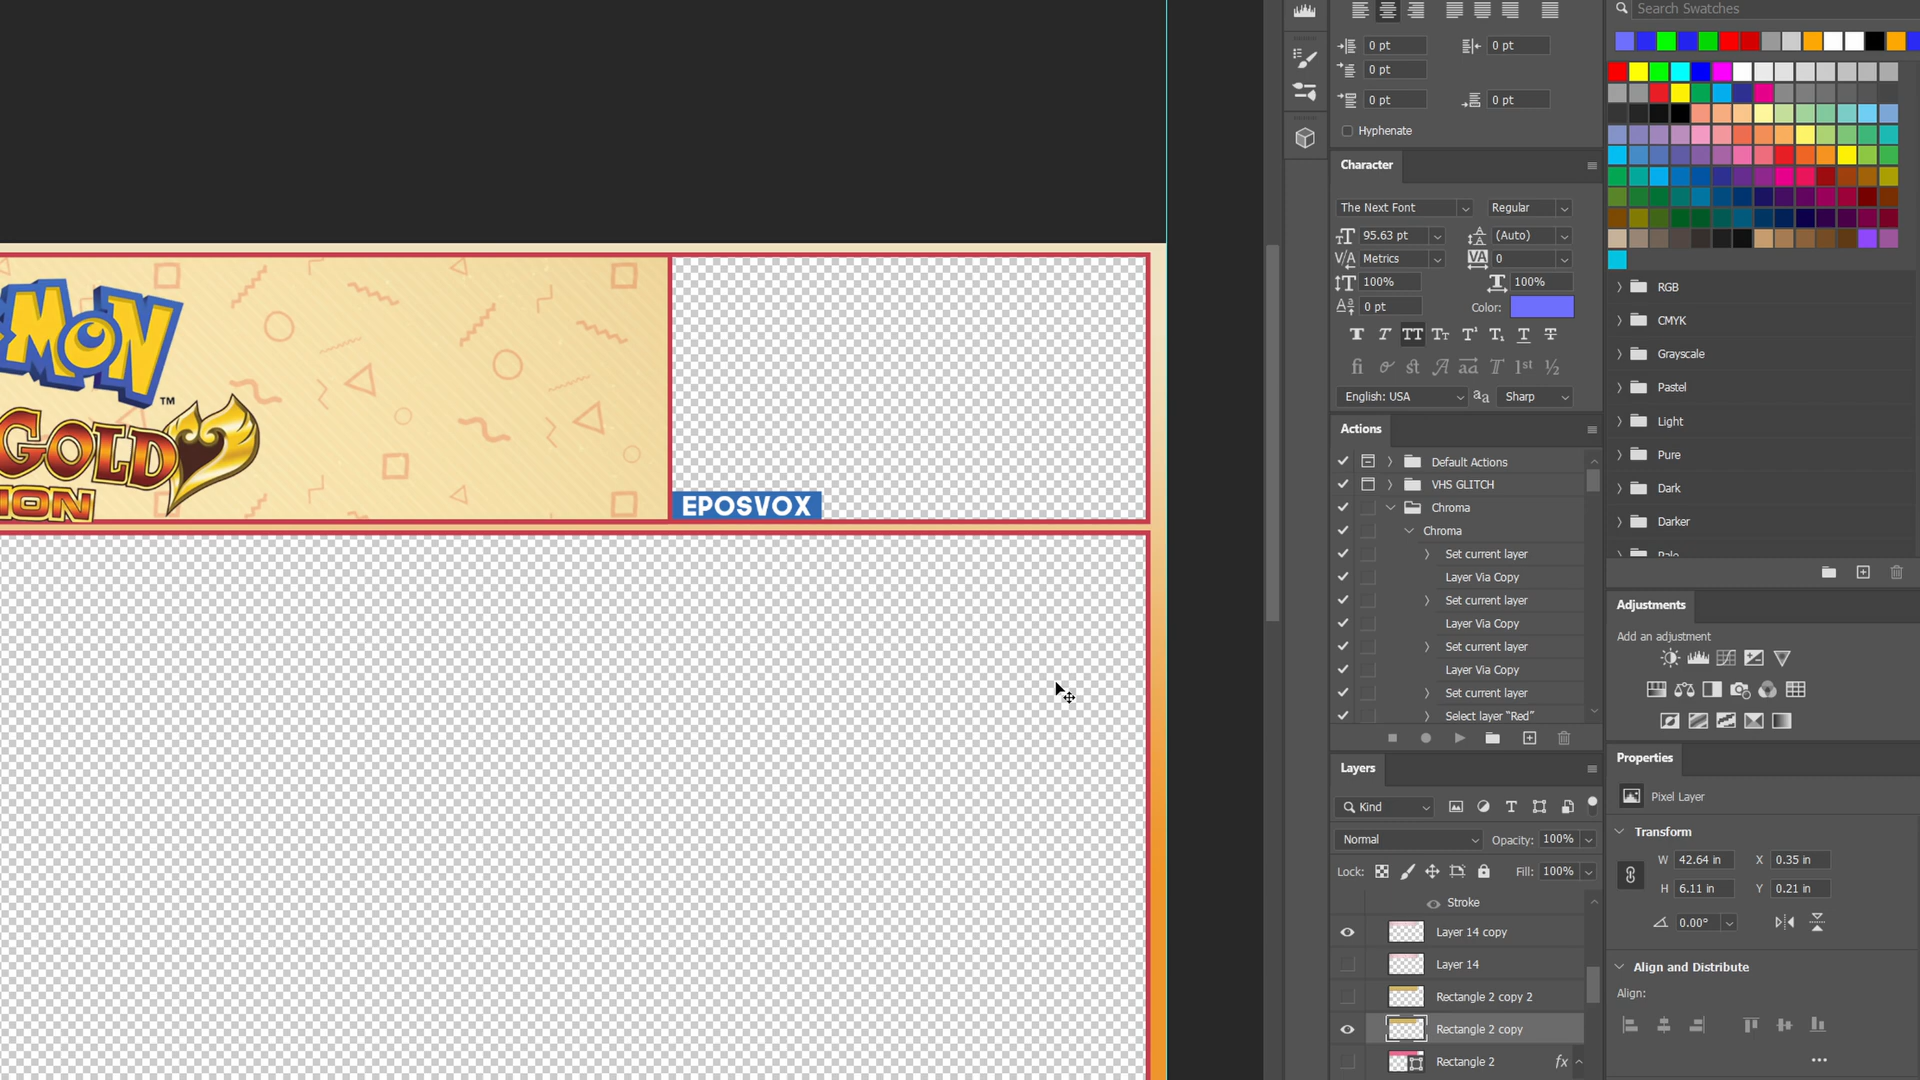 Search Swatches
0 pt
0 pt
0 pt
0 pt
0 pt
Hyphenate
Character
The Next Font
Regular
95.63 pt
(Auto)
Metrics
0
100%
100%
0 pt
Color:
English: USA
Sharp
Actions
Default Actions
VHS GLITCH
Chroma
Chroma
Set current layer
Layer Via Copy
Set current layer
Layer Via Copy
Set current layer
Layer Via Copy
Set current layer
Select layer “Red”
RGB
CMYK
Grayscale
Pastel
Light
Pure
Dark
Darker
Pale
Adjustments
Add an adjustment
Layers
Kind
Normal
Opacity: 100%
Lock:
Fill: 100%
Stroke
Layer 14 copy
Layer 14
Rectangle 2 copy 2
Rectangle 2 copy
Rectangle 2
fx
Properties
Pixel Layer
Transform
W 42.64 in X 0.35 in
H 6.11 in Y 0.21 in
0.00°
Align and Distribute
Align:
MON
TM
GOLD
ION
EPOSVOX